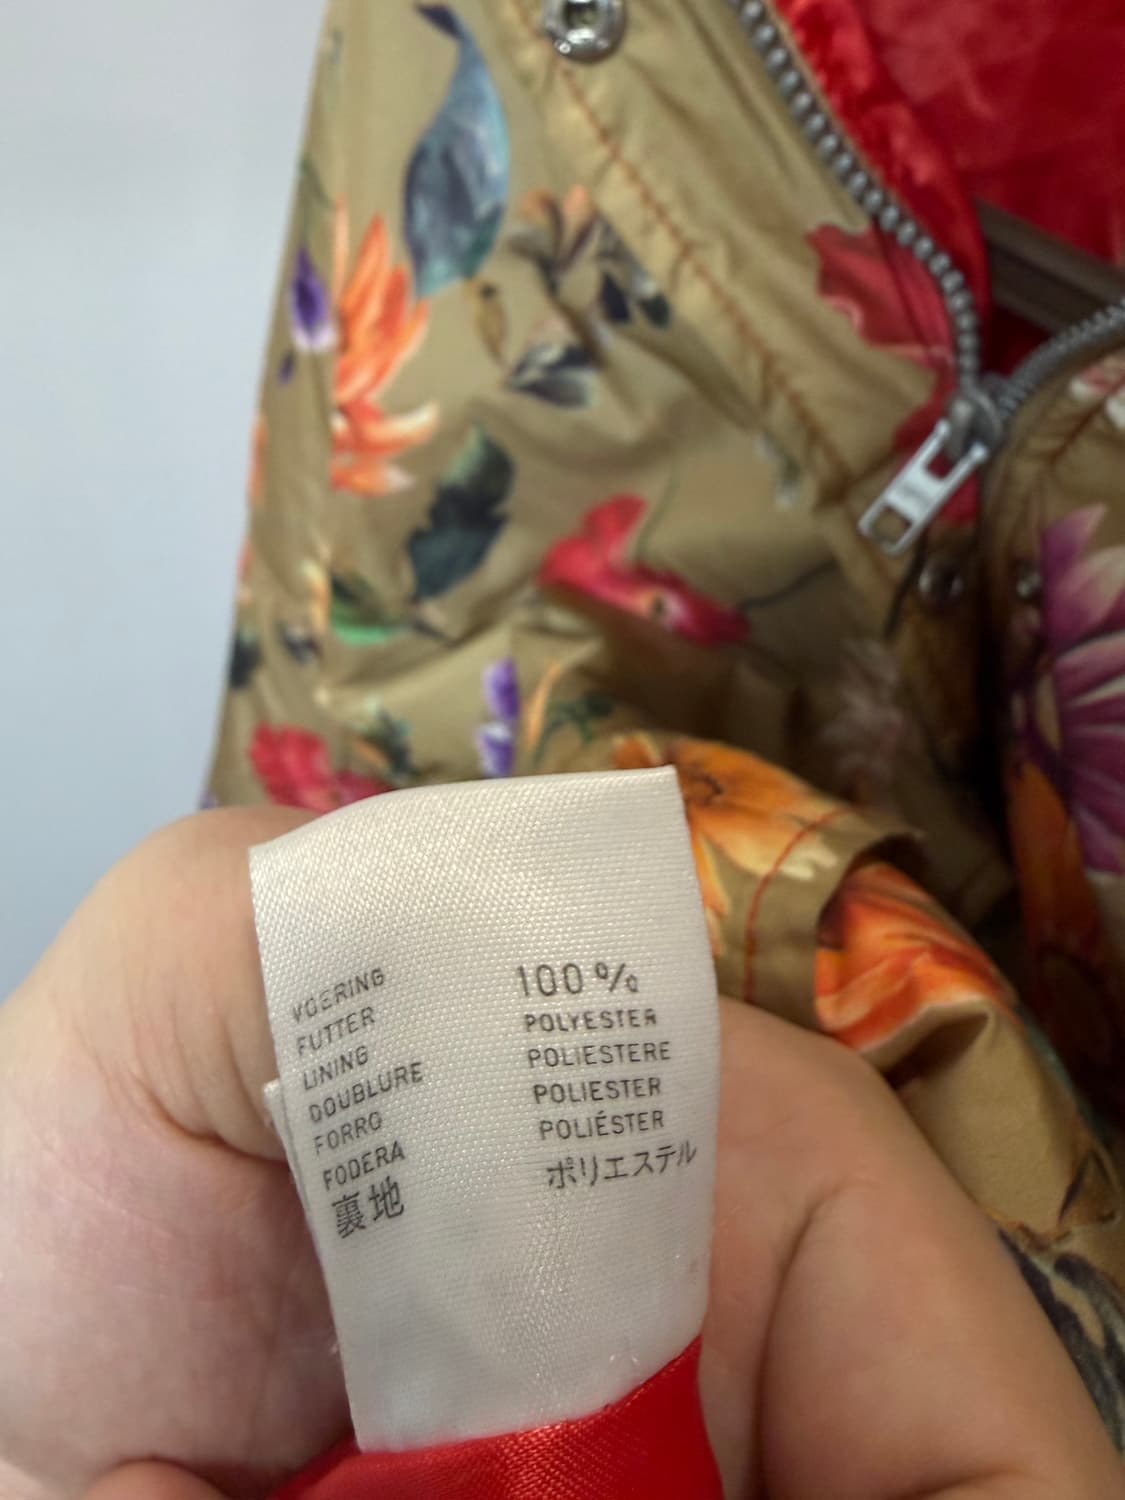 VOERING
FUTTER
LINING
DOUBLURE
FORRO
FODERA
裏地
100%
POLYESTER
POLIESTERE
POLIESTER
POLIÉSTER
ポリエステル